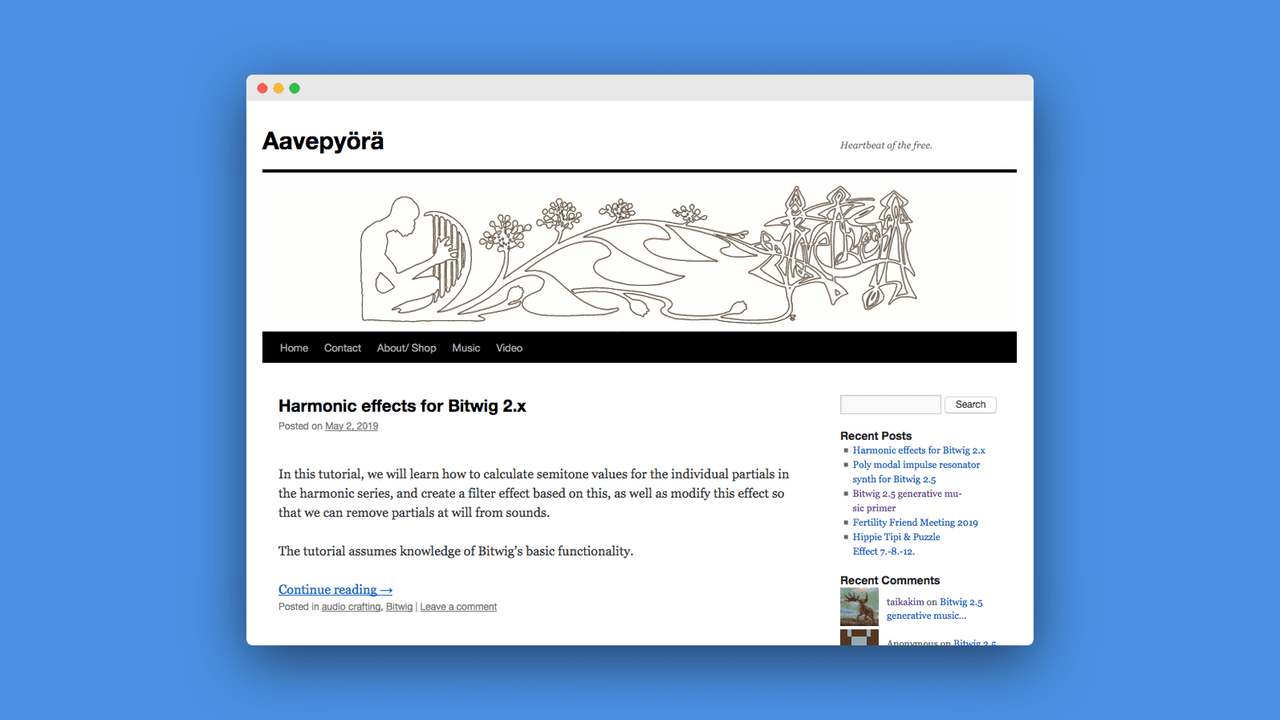 Aavepyörä
Heartbeat of the free.
Home Contact About/ Shop Music Video
Harmonic effects for Bitwig 2.x
Posted on May 2, 2019
In this tutorial, we will learn how to calculate semitone values for the individual partials in
the harmonic series, and create a filter effect based on this, as well as modify this effect so
that we can remove partials at will from sounds.
The tutorial assumes knowledge of Bitwig’s basic functionality.
Continue reading →
Posted in audio crafting, Bitwig | Leave a comment
Search
Recent Posts
Harmonic effects for Bitwig 2.x
Poly modal impulse resonator
synth for Bitwig 2.5
Bitwig 2.5 generative mu-
sic primer
Fertility Friend Meeting 2019
Hippie Tipi & Puzzle
Effect 7.-8.-12.
Recent Comments
taikakim on Bitwig 2.5
generative music…
Anonymous on Bitwig 2.5